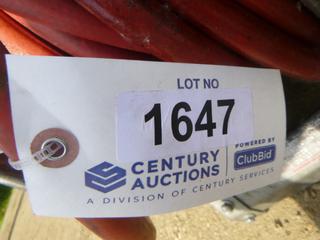 LOT NO
1647
CENTURY
AUCTIONS
POWERED BY
ClubBid
A DIVISION OF CENTURY SERVICES